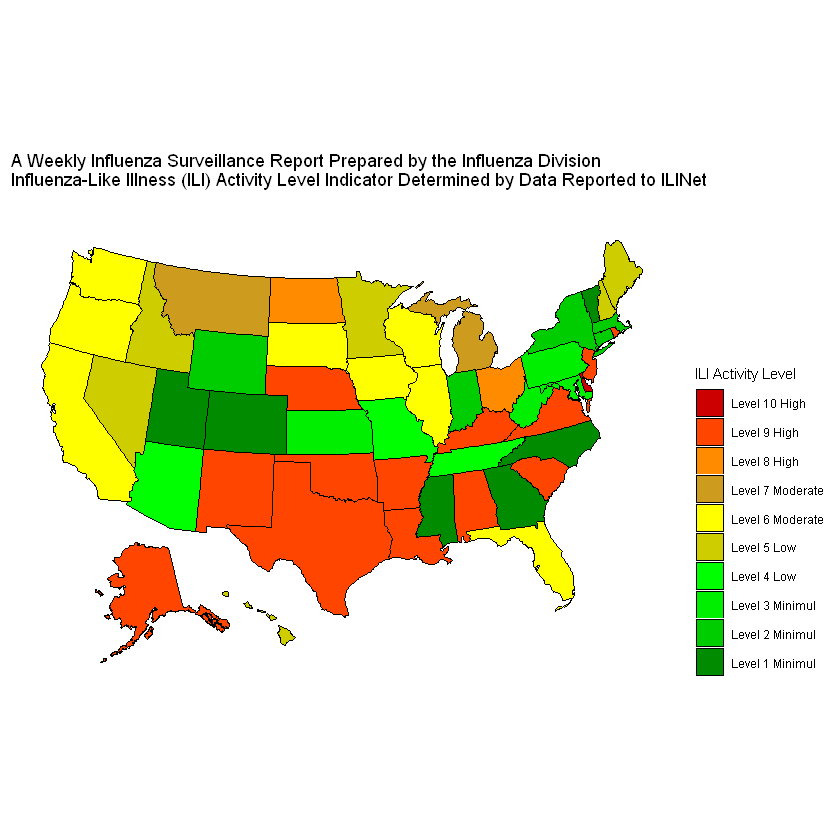 A Weekly Influenza Surveillance Report Prepared by the Influenza Division
Influenza-Like Illness (ILI) Activity Level Indicator Determined by Data Reported to ILINet
ILI Activity Level
Level 10 High
Level 9 High
Level 8 High
Level 7 Moderate
Level 6 Moderate
Level 5 Low
Level 4 Low
Level 3 Minimul
Level 2 Minimul
Level 1 Minimul